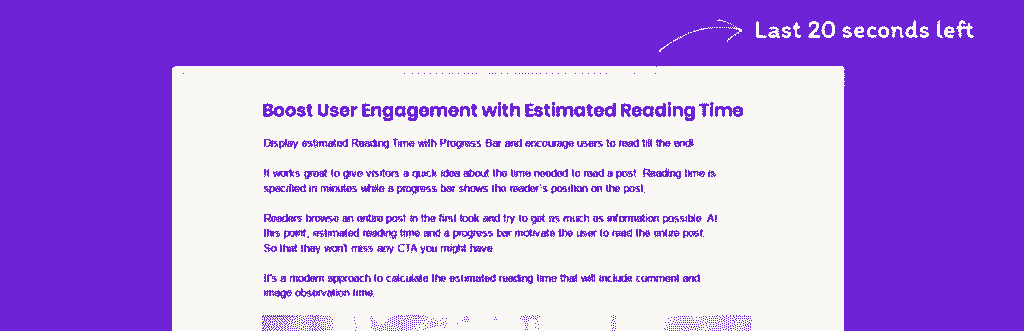 Last 20 seconds left
Boost User Engagement with Estimated Reading Time
Display estimated Reading Time with Progress Bar and encourage users to read till the end!
It works great to give visitors a quick idea about the time needed to read a post. Reading time is
specified in minutes while a progress bar shows the reader's position on the post.
Readers browse an entire post in the first look and try to get as much as information possible. At
this point, estimated reading time and a progress bar motivate the user to read the entire post.
So that they won't miss any CTA you might have.
It's a modern approach to calculate the estimated reading time that will include comment and
image observation time.